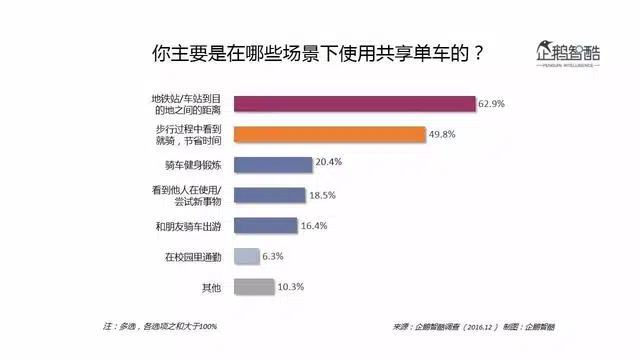 你主要是在哪些场景下使用共享单车的？
企鹅智酷
PENGUIN INTELLIGENCE
地铁站/车站到目
的地之间的距离
62.9%
步行过程中看到
就骑，节省时间
49.8%
骑车健身锻炼
20.4%
看到他人在使用/
尝试新事物
18.5%
和朋友骑车出游
16.4%
在校园里通勤
6.3%
其他
10.3%
注：多选，各选项之和大于100%
来源：企鹅智酷调查（2016.12） 制图：企鹅智酷